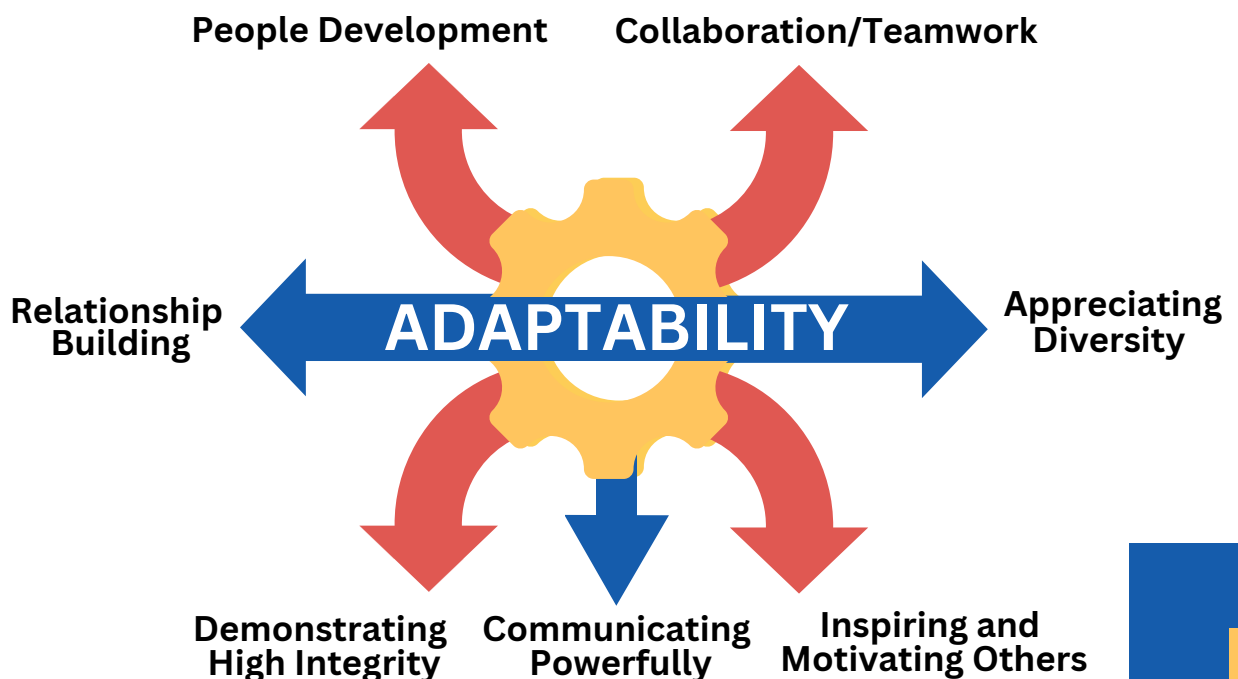 People Development
Collaboration/Teamwork
Relationship
Building
ADAPTABILITY
Appreciating
Diversity
Demonstrating
High Integrity
Communicating
Powerfully
Inspiring and
Motivating Others